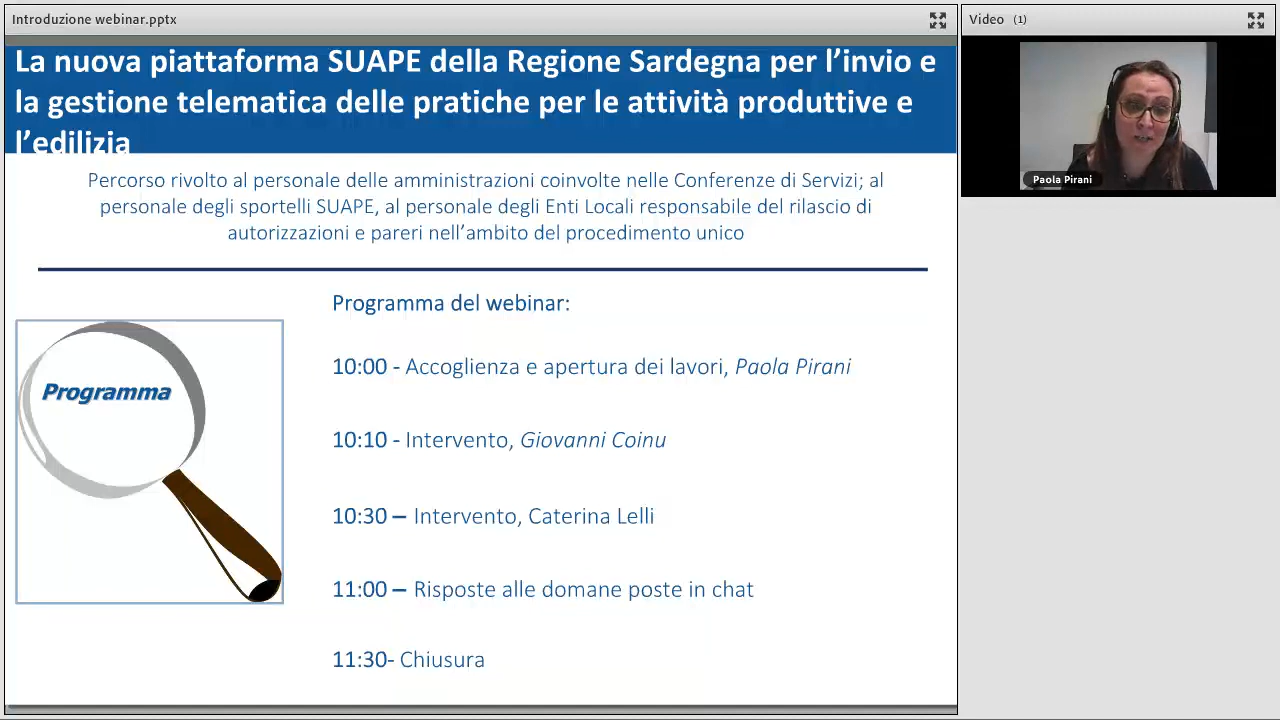 Introduzione webinar.pptx
Video (1)
La nuova piattaforma SUAPE della Regione Sardegna per l’invio e
la gestione telematica delle pratiche per le attività produttive e
l’edilizia
Paola Pirani
Percorso rivolto al personale delle amministrazioni coinvolte nelle Conferenze di Servizi; al
personale degli sportelli SUAPE, al personale degli Enti Locali responsabile del rilascio di
autorizzazioni e pareri nell’ambito del procedimento unico
Programma
Programma del webinar:
10:00 - Accoglienza e apertura dei lavori, Paola Pirani
10:10 - Intervento, Giovanni Coinu
10:30 – Intervento, Caterina Lelli
11:00 – Risposte alle domane poste in chat
11:30- Chiusura